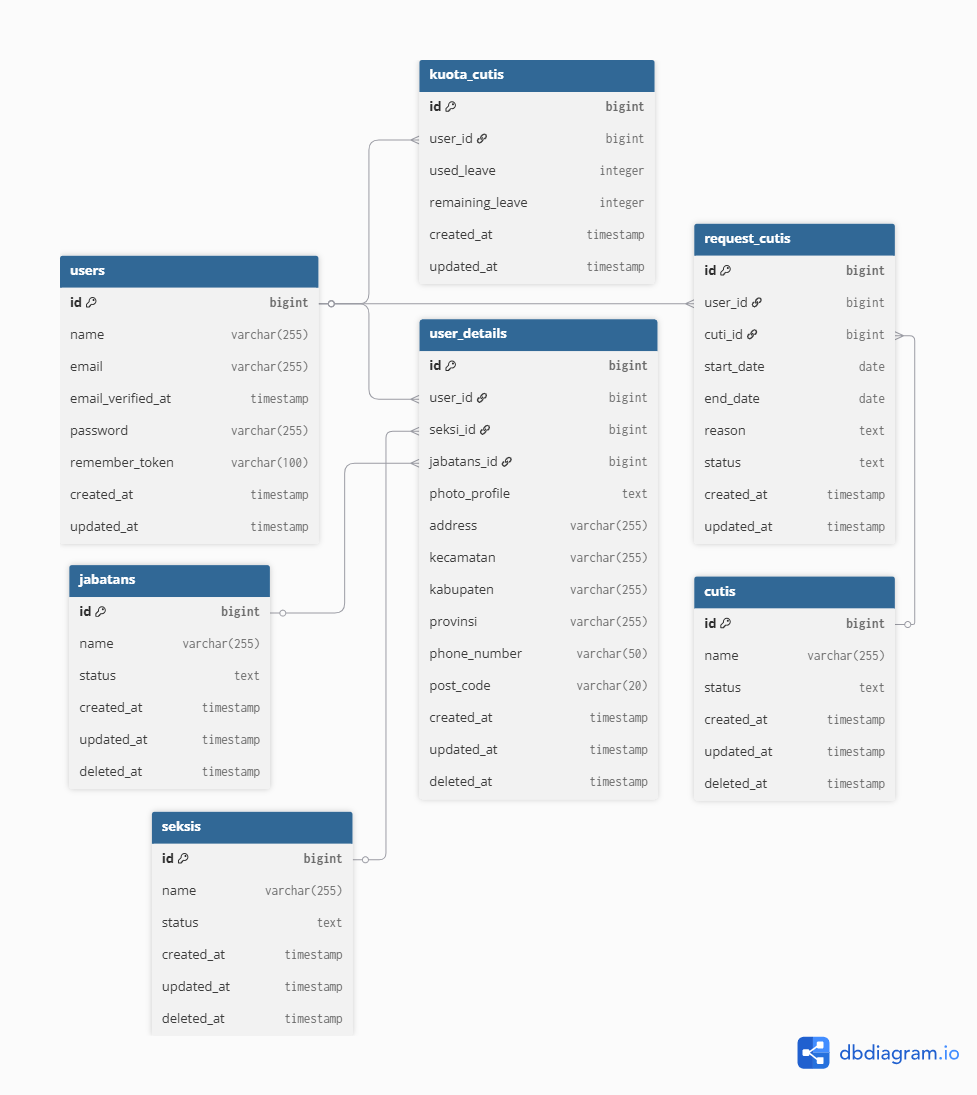 kuota_cutis
id bigint
user_id bigint
used_leave integer
remaining_leave integer
created_at timestamp
updated_at timestamp
request_cutis
id bigint
user_id bigint
cuti_id bigint
start_date date
end_date date
reason text
status text
created_at timestamp
updated_at timestamp
users
id bigint
name varchar(255)
email varchar(255)
email_verified_at timestamp
password varchar(255)
remember_token varchar(100)
created_at timestamp
updated_at timestamp
user_details
id bigint
user_id bigint
seksi_id bigint
jabatans_id bigint
photo_profile text
address varchar(255)
kecamatan varchar(255)
kabupaten varchar(255)
provinsi varchar(255)
phone_number varchar(50)
post_code varchar(20)
created_at timestamp
updated_at timestamp
deleted_at timestamp
jabatans
id bigint
name varchar(255)
status text
created_at timestamp
updated_at timestamp
deleted_at timestamp
cutis
id bigint
name varchar(255)
status text
created_at timestamp
updated_at timestamp
deleted_at timestamp
seksis
id bigint
name varchar(255)
status text
created_at timestamp
updated_at timestamp
deleted_at timestamp
dbdiagram.io